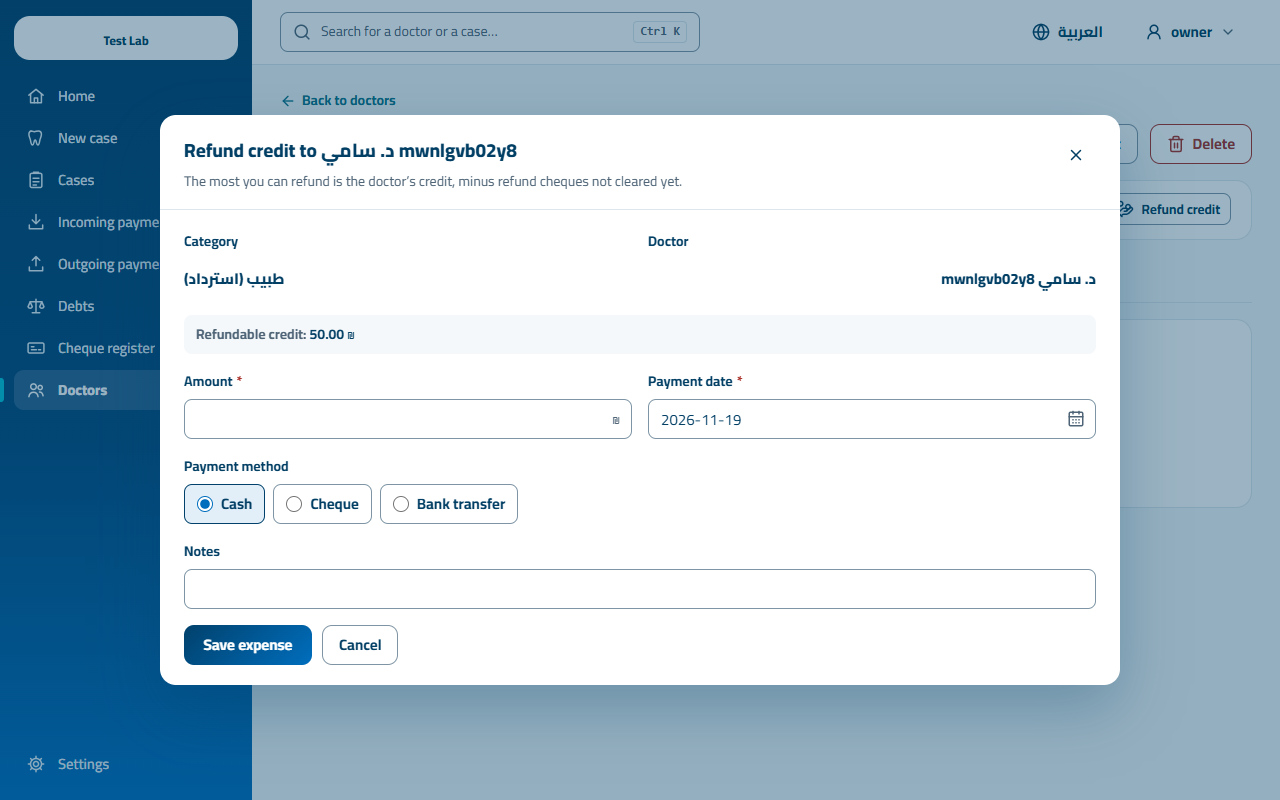 Test Lab
Search for a doctor or a case...
Ctrl K
العربية
owner
Home
New case
Cases
Incoming payme
Outgoing payme
Debts
Cheque register
Doctors
Settings
Back to doctors
Delete
Refund credit
Refund credit to د. سامي mwnlgvb02y8
The most you can refund is the doctor's credit, minus refund cheques not cleared yet.
Category
Doctor
طبيب (استرداد)
د. سامي mwnlgvb02y8
Refundable credit: 50.00 ₪
Amount *
Payment date *
₪
2026-11-19
Payment method
Cash
Cheque
Bank transfer
Notes
Save expense
Cancel